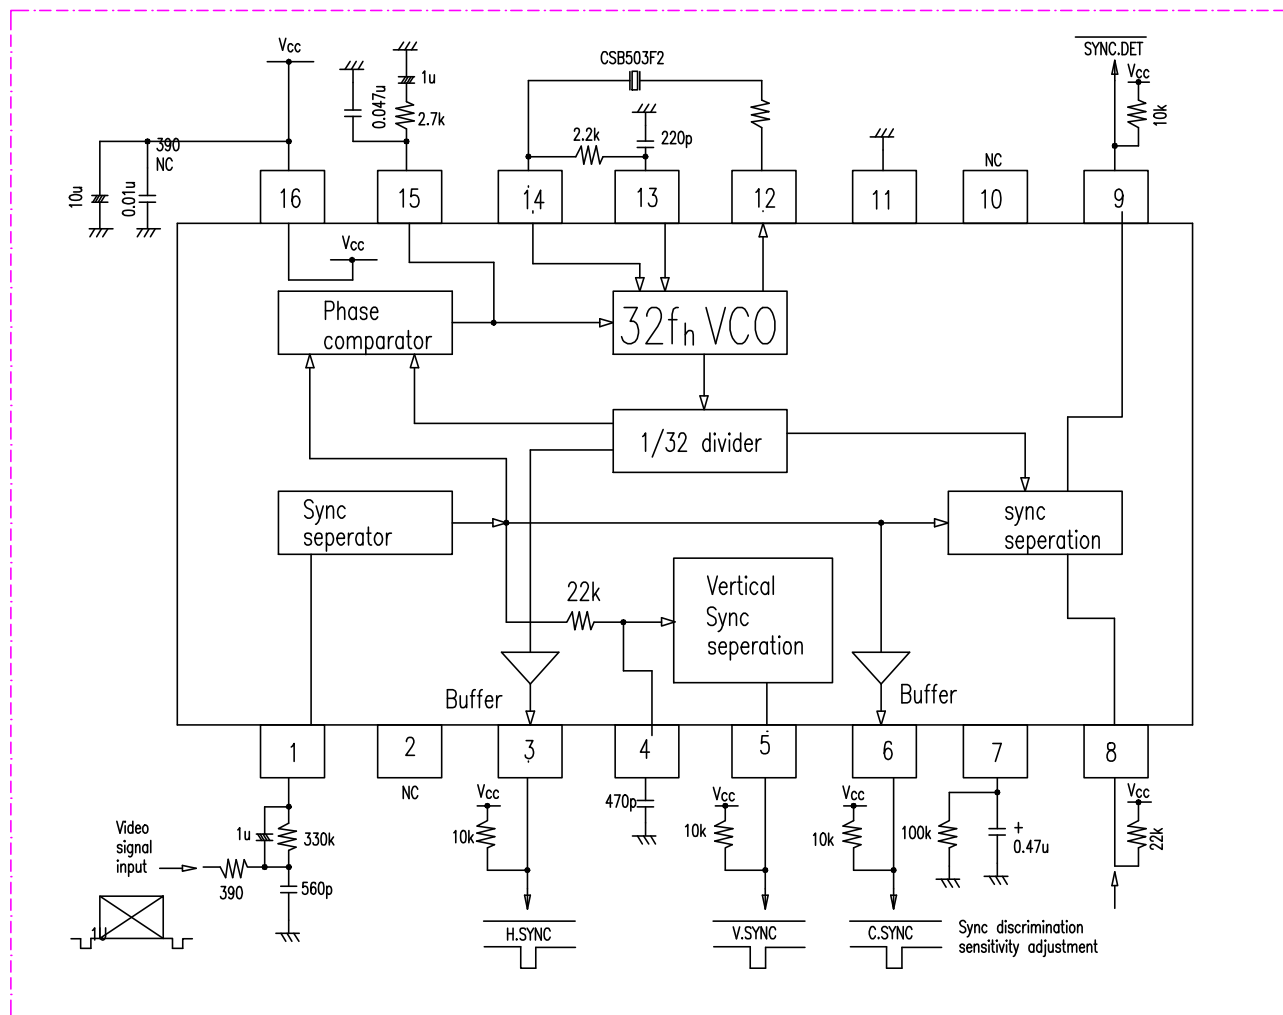 CSB503F2
SYNC.DET
Vcc
1u
0.047u
2.7k
Vcc
10k
2.2k
220p
390
NC
NC
10u
0.01u
16
15
14
13
12
11
10
9
Vcc
Phase
comparator
32fh VCO
1/32 divider
Sync
seperator
sync
seperation
22k
Vertical
Sync
seperation
Buffer
Buffer
1
2
3
4
5
6
7
8
NC
Vcc
470p
Vcc
Vcc
Vcc
Video
signal
input
1u
330k
10k
10k
10k
100k
+
0.47u
22k
390
560p
1U
H.SYNC
V.SYNC
C.SYNC
Sync discrimination
sensitivity adjustment